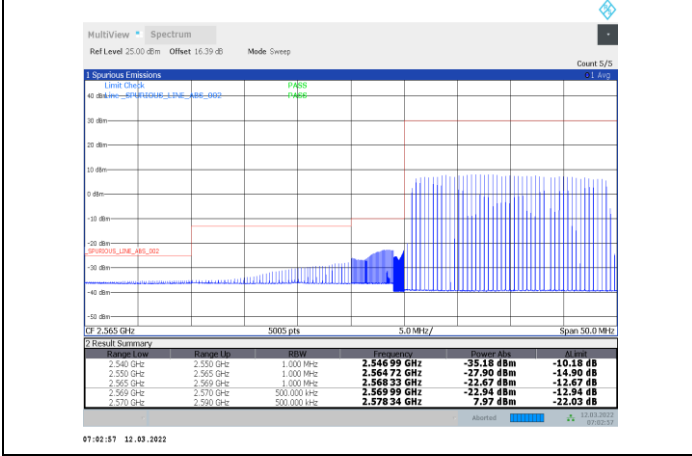 MultiView Spectrum
Ref Level 25.00 dBm Offset 16.39 dB Mode Sweep
Count 5/5
1 Spurious Emissions 1 Avg
Limit Check PASS
40 dBm Line _SPURIOUS_LINE_ABS_002 PASS
30 dBm
20 dBm
10 dBm
0 dBm
-10 dBm
-20 dBm
_SPURIOUS_LINE_ABS_002
-30 dBm
-40 dBm
-50 dBm
CF 2.565 GHz 5005 pts 5.0 MHz/ Span 50.0 MHz
2 Result Summary
Range Low Range Up RBW Frequency Power Abs ΔLimit
2.540 GHz 2.550 GHz 1.000 MHz 2.546 99 GHz -35.18 dBm -10.18 dB
2.550 GHz 2.565 GHz 1.000 MHz 2.564 72 GHz -27.90 dBm -14.90 dB
2.565 GHz 2.569 GHz 1.000 MHz 2.568 33 GHz -22.67 dBm -12.67 dB
2.569 GHz 2.570 GHz 500.000 kHz 2.569 99 GHz -22.94 dBm -12.94 dB
2.570 GHz 2.590 GHz 500.000 kHz 2.578 34 GHz 7.97 dBm -22.03 dB
Aborted 12.03.2022
07:02:57
07:02:57 12.03.2022